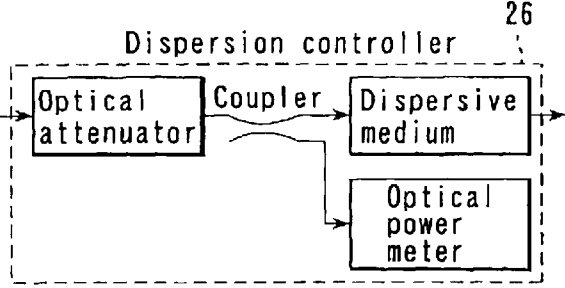 26
Dispersion controller
Optical
attenuator
Coupler
Dispersive
medium
Optical
power
meter